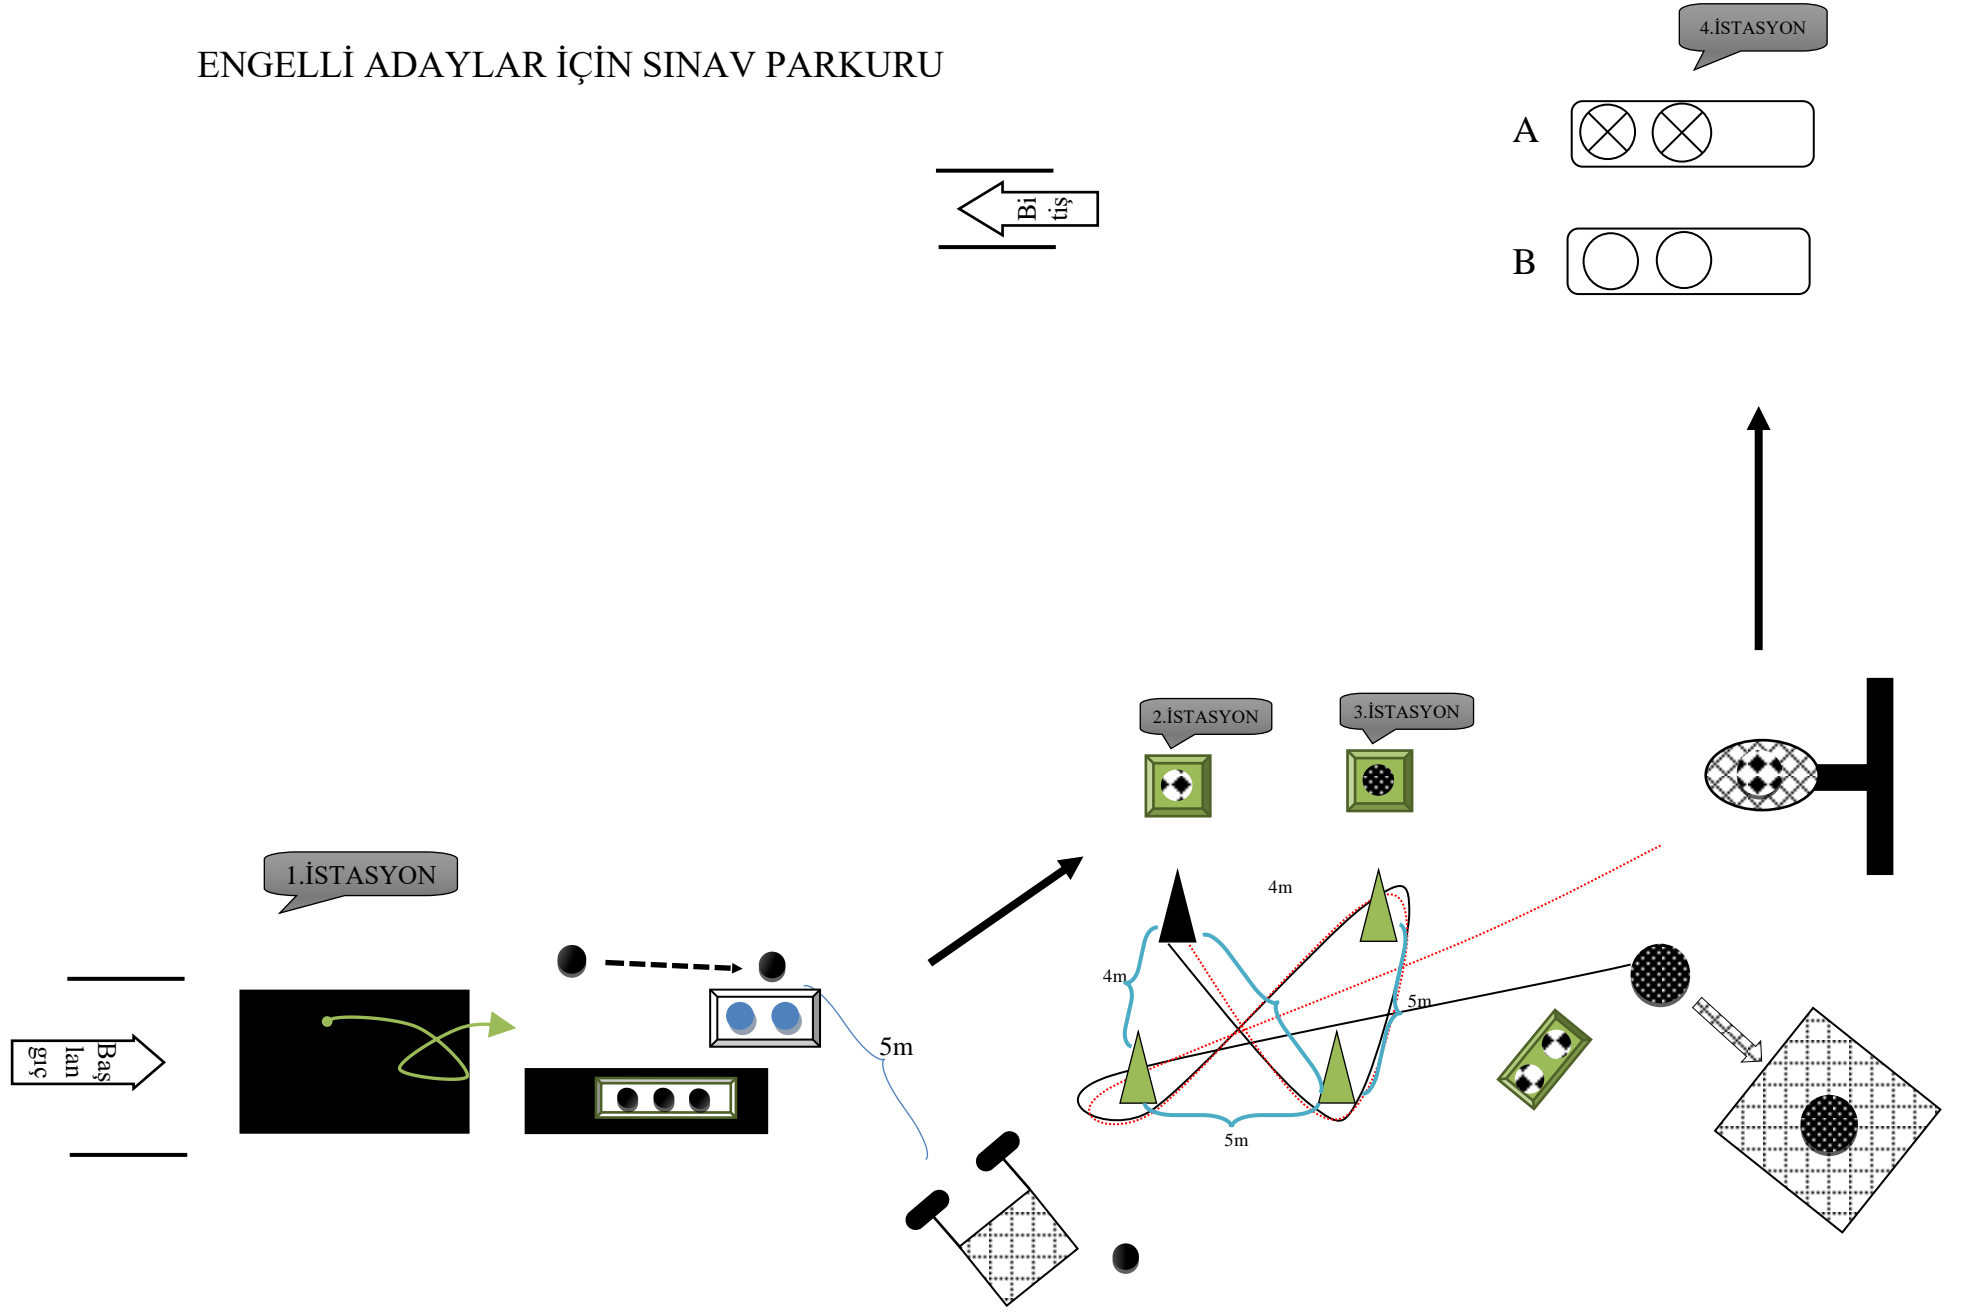 4.İSTASYON
ENGELLİ ADAYLAR İÇİN SINAV PARKURU
A
Bi
tiş
B
2.İSTASYON
3.İSTASYON
1.İSTASYON
4m
4m
5m
5m
Baş
lan
gıç
5m